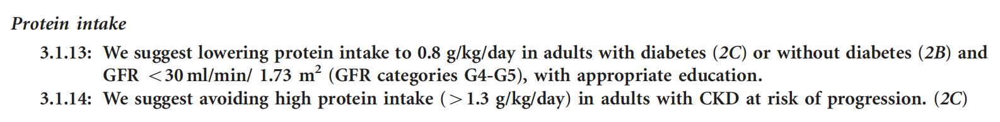 Protein intake
3.1.13: We suggest lowering protein intake to 0.8 g/kg/day in adults with diabetes (2C) or without diabetes (2B) and
GFR <30 ml/min/ 1.73 m² (GFR categories G4-G5), with appropriate education.
3.1.14: We suggest avoiding high protein intake (>1.3 g/kg/day) in adults with CKD at risk of progression. (2C)